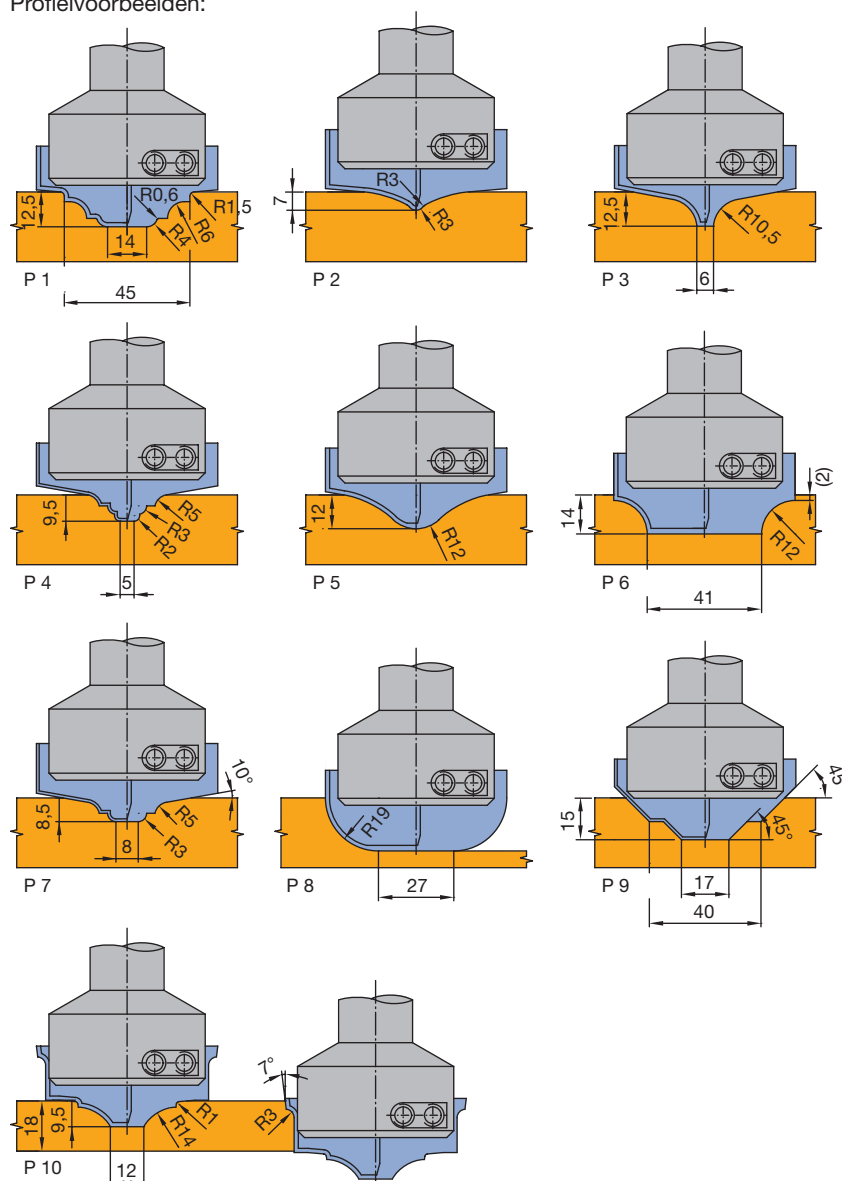 Profielvoorbeelden:
12,5
R0,6
R1,5
R6
R4
14
P 1
45
7
R3
R3
P 2
12,5
R10,5
P 3
6
9,5
R5
R3
R2
P 4
5
12
R12
P 5
(2)
14
R12
P 6
41
10°
8,5
R5
R3
8
P 7
R19
P 8
27
45
15
45°
P 9
17
40
7°
18
9,5
R1
R14
R3
P 10
12